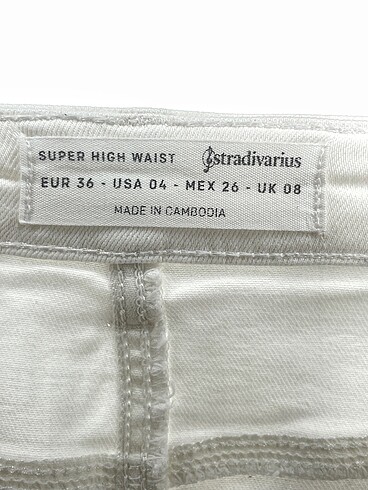 SUPER HIGH WAIST stradivarius
EUR 36 - USA 04 - MEX 26 - UK 08
MADE IN CAMBODIA